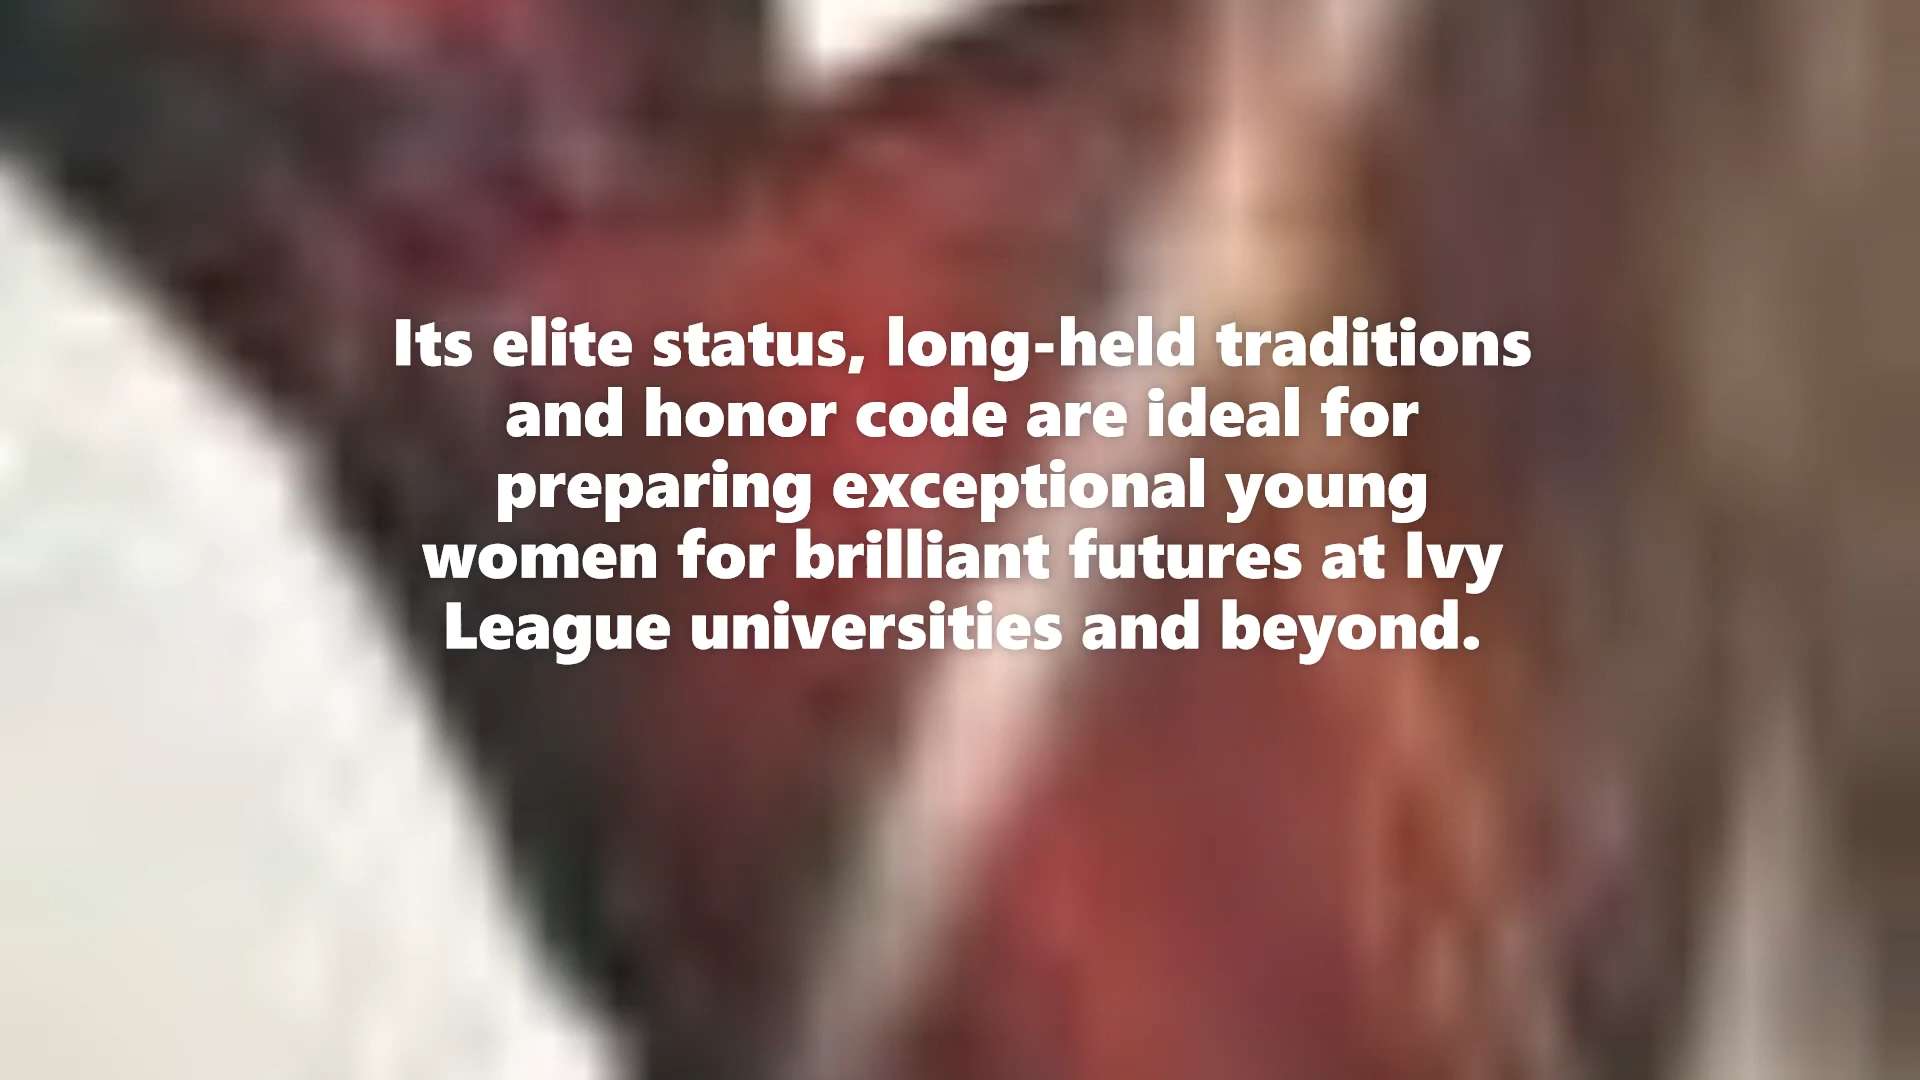 Its elite status, long-held traditions
and honor code are ideal for
preparing exceptional young
women for brilliant futures at Ivy
League universities and beyond.